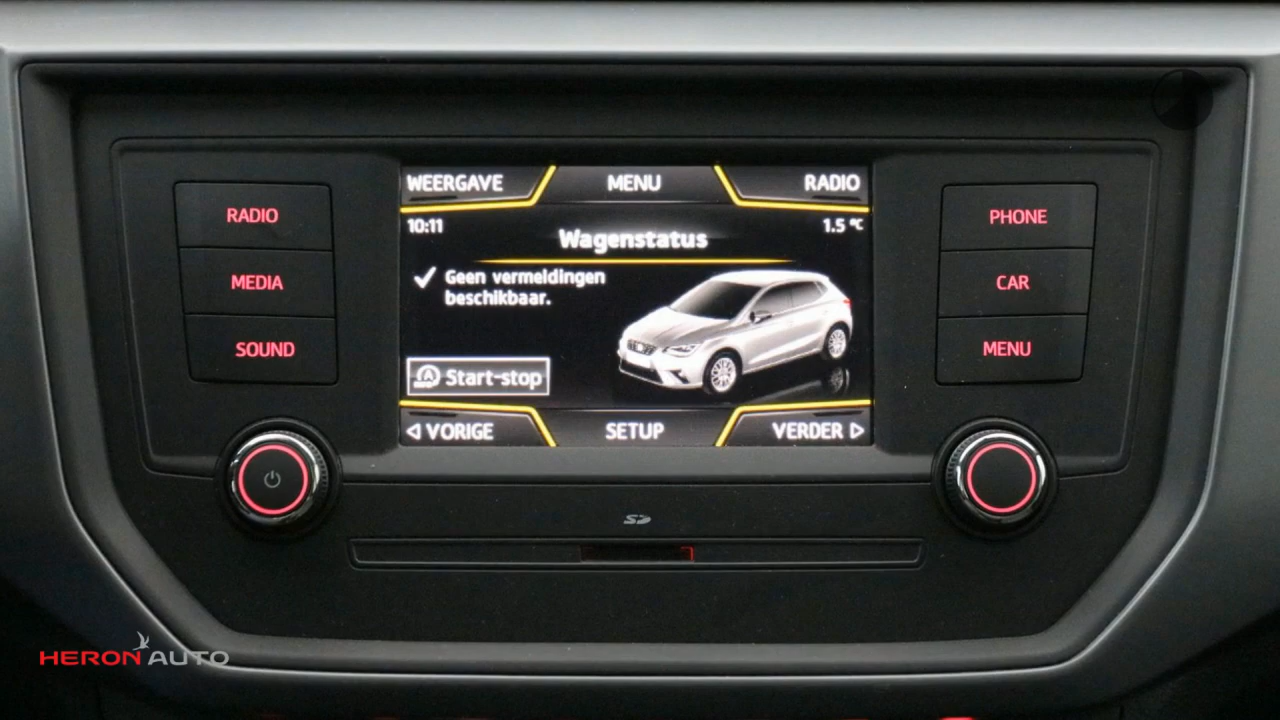 WEERGAVE MENU RADIO
10:11 1.5 °C
Wagenstatus
Geen vermeldingen
beschikbaar.
Start-stop
VORIGE SETUP VERDER
RADIO
MEDIA
SOUND
PHONE
CAR
MENU
SD
HERON AUTO